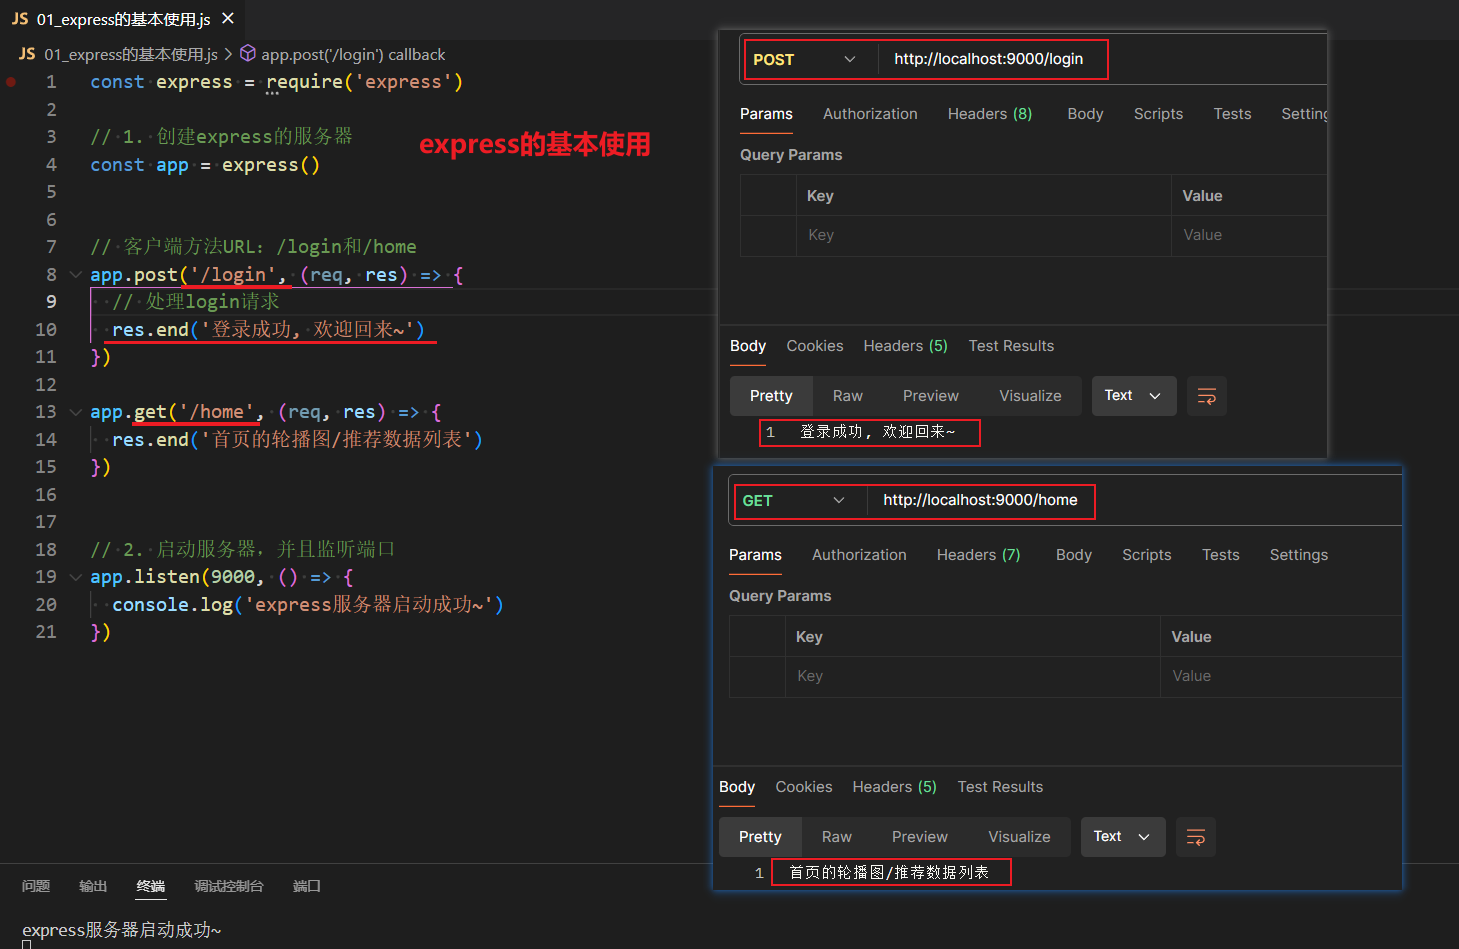 JS 01_express的基本使用.js ×
JS 01_express的基本使用.js > app.post('/login') callback
1 const express = require('express')
2
3 // 1. 创建express的服务器
express的基本使用
4 const app = express()
5
6
7 // 客户端方法URL: /login和/home
8 app.post('/login', (req, res) => {
9 // 处理login请求
10 res.end('登录成功, 欢迎回来~')
11 })
12
13 app.get('/home', (req, res) => {
14 res.end('首页的轮播图/推荐数据列表')
15 })
16
17
18 // 2. 启动服务器, 并且监听端口
19 app.listen(9000, () => {
20 console.log('express服务器启动成功~')
21 })
POST http://localhost:9000/login
Params Authorization Headers (8) Body Scripts Tests Setting
Query Params
Key Value
Key Value
Body Cookies Headers (5) Test Results
Pretty Raw Preview Visualize Text
1 登录成功, 欢迎回来~
GET http://localhost:9000/home
Params Authorization Headers (7) Body Scripts Tests Settings
Query Params
Key Value
Key Value
Body Cookies Headers (5) Test Results
Pretty Raw Preview Visualize Text
1 首页的轮播图/推荐数据列表
问题 输出 终端 调试控制台 端口
express服务器启动成功~